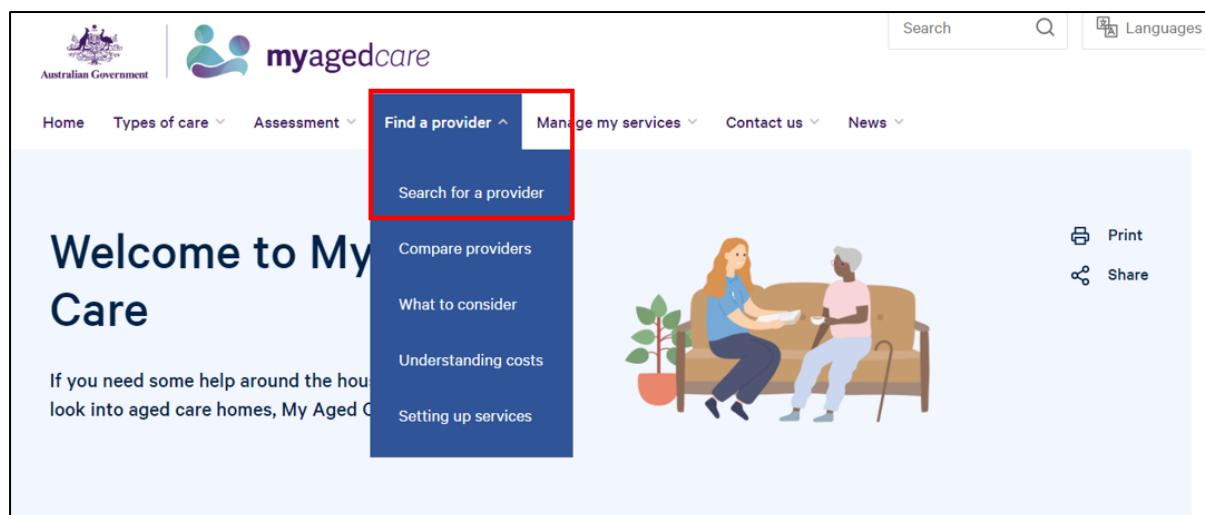 Search
Languages
Australian Government
myagedcare
Home Types of care Assessment Find a provider Manage my services Contact us News
Search for a provider
Compare providers
What to consider
Understanding costs
Setting up services
Welcome to My
Care
If you need some help around the
look into aged care homes, My Aged
Print
Share